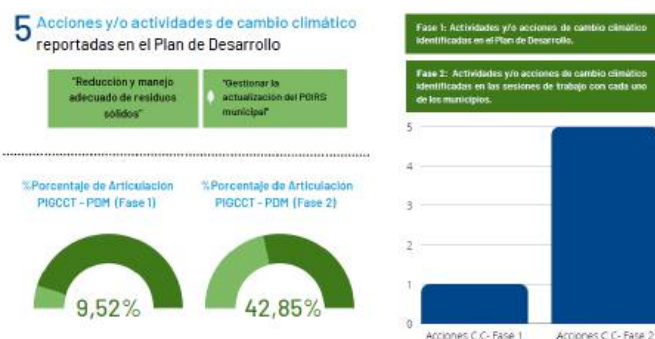 5 Acciones y/o actividades de cambio climático
reportadas en el Plan de Desarrollo
"Reducción y manejo
adecuado de residuos
sólidos"
"Gestionar la
actualización del PGIRS
municipal"
%Porcentaje de Articulación
PIGCCT - PDM (Fase 1)
9,52%
%Porcentaje de Articulación
PIGCCT - PDM (Fase 2)
42,85%
Fase 1: Actividades y/o acciones de cambio climático
identificadas en el Plan de Desarrollo.
Fase 2: Actividades y/o acciones de cambio climático
identificadas en las sesiones de trabajo con cada uno
de los municipios.
5
4
3
2
1
0
Acciones C.C- Fase 1
Acciones C.C- Fase 2